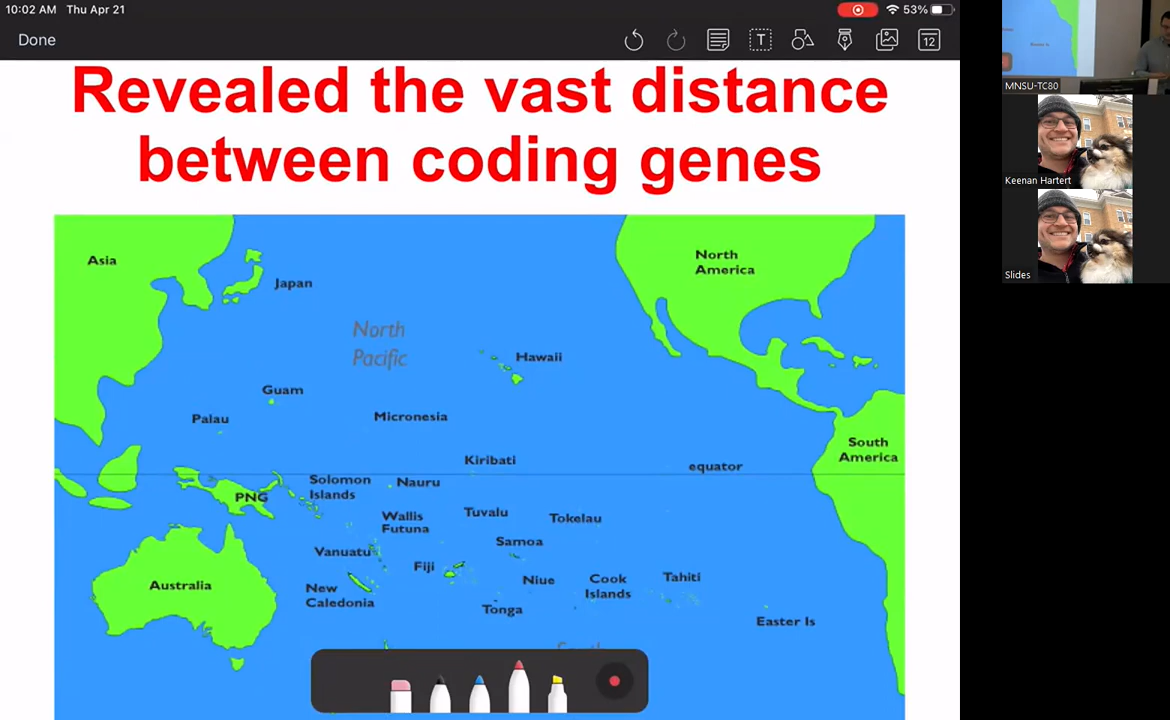 10:02 AM Thu Apr 21
53%
Done
T
12
Revealed the vast distance
between coding genes
Asia
Japan
North
America
North
Pacific
Hawaii
Guam
Palau
Micronesia
South
America
Kiribati
equator
Solomon
Islands
Nauru
PNG
Wallis
Futuna
Tuvalu
Tokelau
Samoa
Vanuatu
Fiji
Australia
New
Caledonia
Niue
Cook
Islands
Tahiti
Tonga
Easter Is
MNSU-TC80
Keenan Hartert
Slides